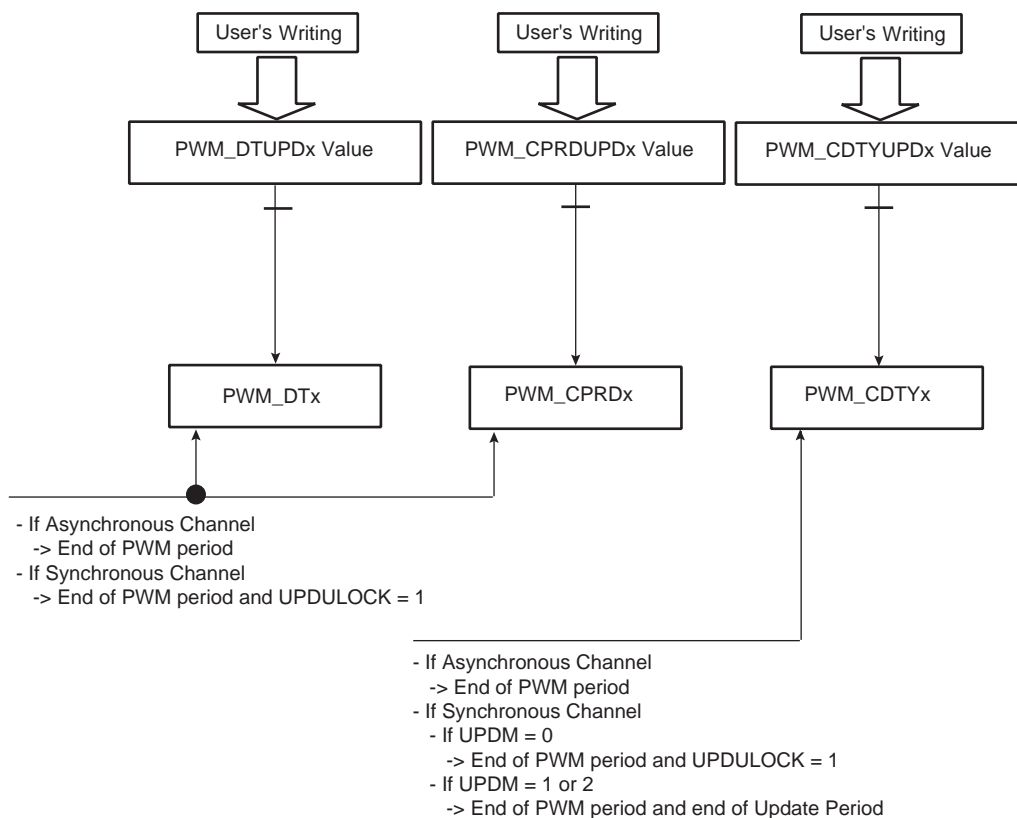 User's Writing
User's Writing
User's Writing
PWM_DTUPDx Value
PWM_CPRDUPDx Value
PWM_CDTYUPDx Value
PWM_DTx
PWM_CPRDx
PWM_CDTYx
- If Asynchronous Channel
-> End of PWM period
- If Synchronous Channel
-> End of PWM period and UPDULOCK = 1
- If Asynchronous Channel
-> End of PWM period
- If Synchronous Channel
- If UPDM = 0
-> End of PWM period and UPDULOCK = 1
- If UPDM = 1 or 2
-> End of PWM period and end of Update Period